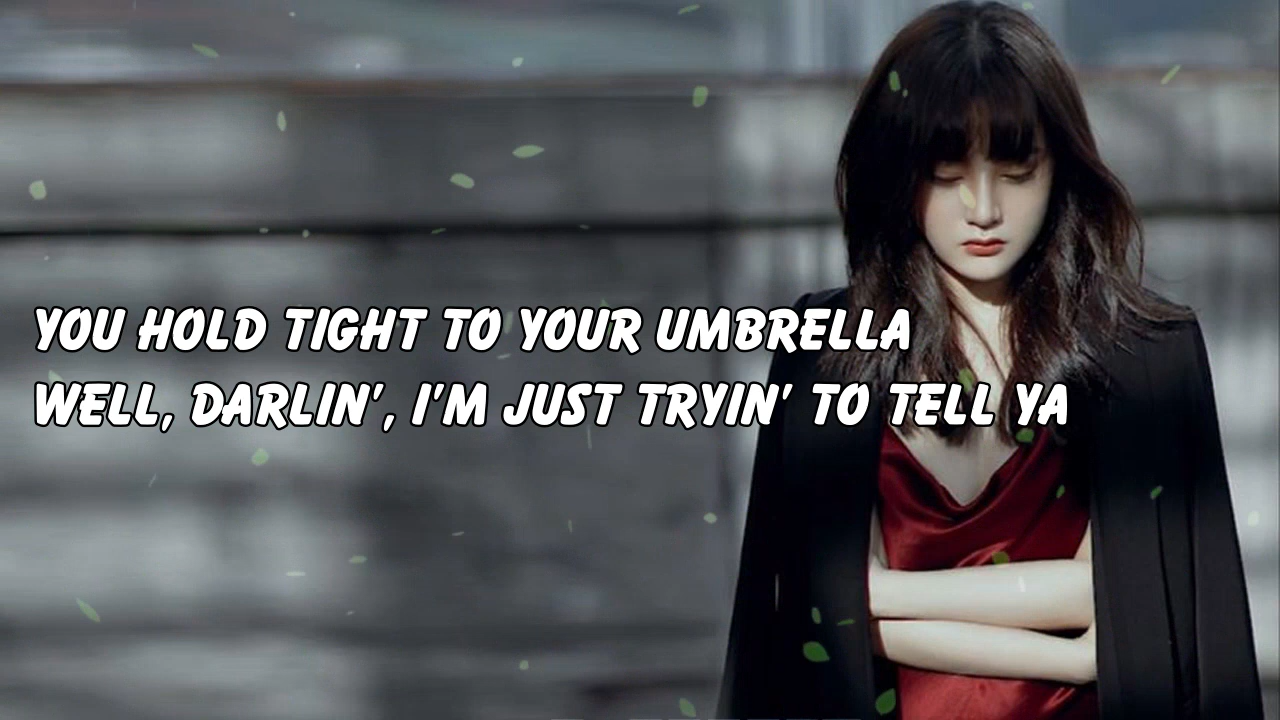 YOU HOLD TIGHT TO YOUR UMBRELLA
WELL, DARLIN', I'M JUST TRYIN' TO TELL YA